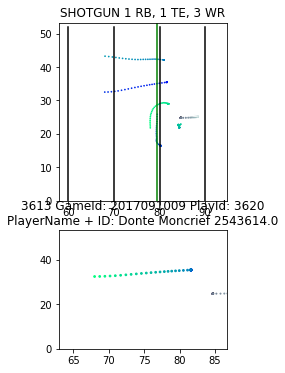 SHOTGUN 1 RB, 1 TE, 3 WR
50
40
30
20
10
0
60 70 80 90
3613 GameId: 2017091009 PlayId: 3620
PlayerName + ID: Donte Moncrief 2543614.0
40
20
0
65 70 75 80 85